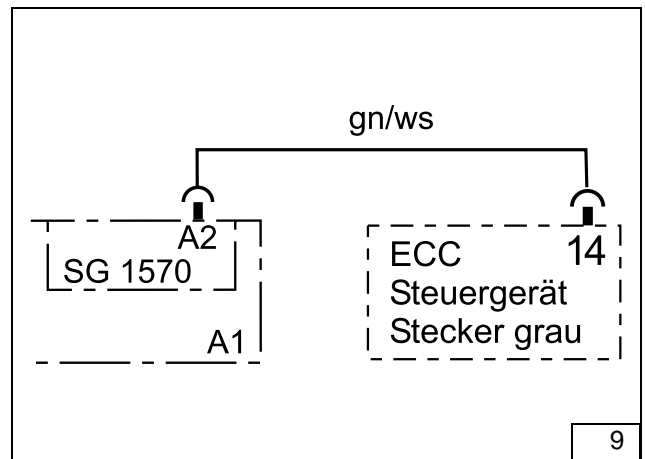 gn/ws
A2
SG 1570
A1
14
ECC
Steuergerät
Stecker grau
9